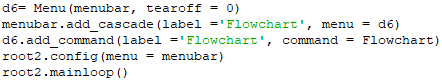 d6= Menu(menubar, tearoff = 0)
menubar.add_cascade(label ='Flowchart', menu = d6)
d6.add_command(label ='Flowchart', command = Flowchart)
root2.config(menu = menubar)
root2.mainloop()